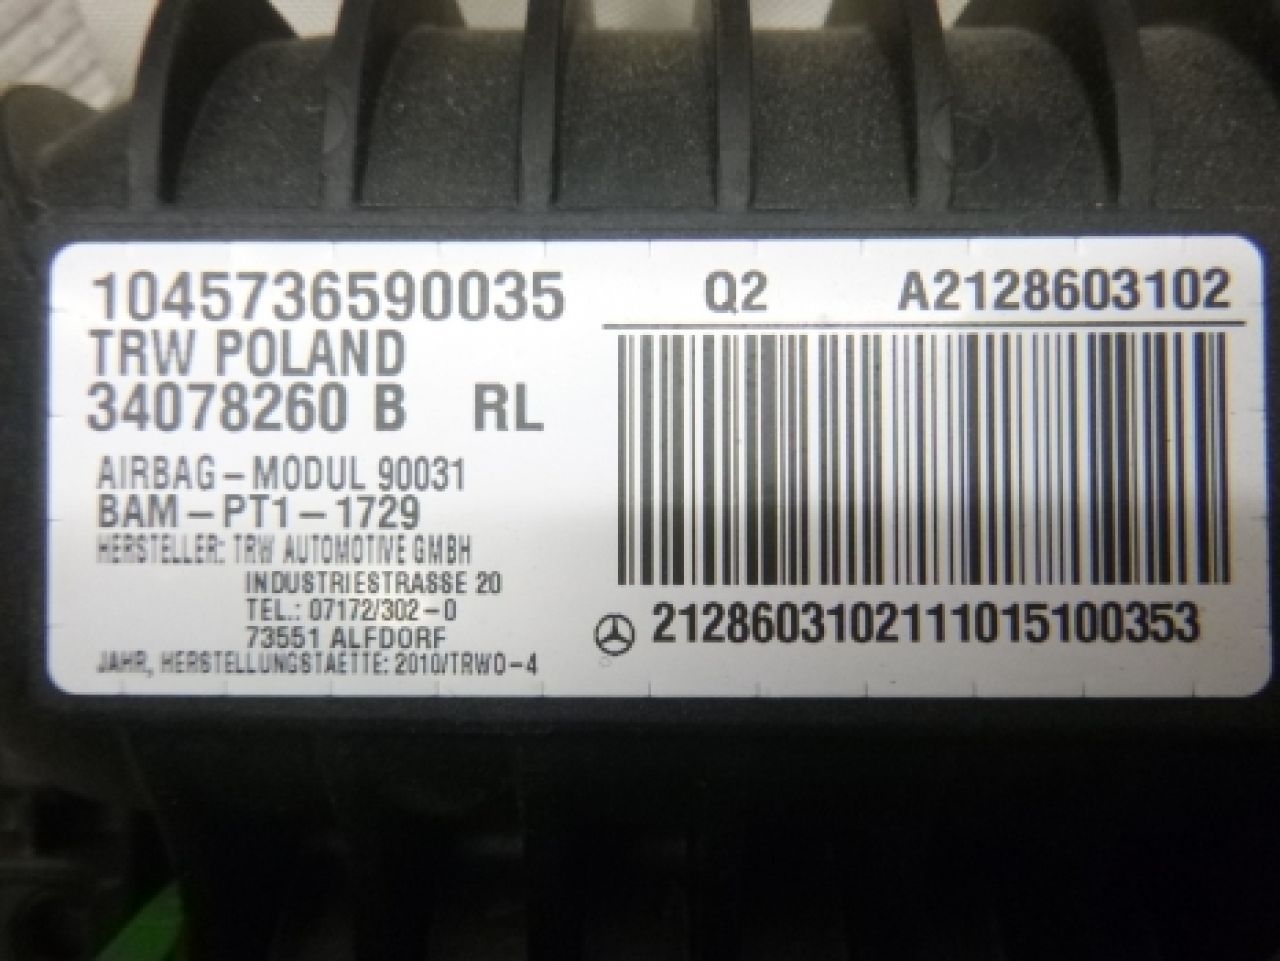 1045736590035
Q2 A2128603102
TRW POLAND
34078260 B RL
AIRBAG-MODUL 90031
BAM-PT1-1729
HERSTELLER: TRW AUTOMOTIVE GMBH
INDUSTRIESTRASSE 20
TEL.: 07172/302-0
73551 ALFDORF
JAHR, HERSTELLUNGSTAETTE: 2010/TRWO-4
2128603102111015100353